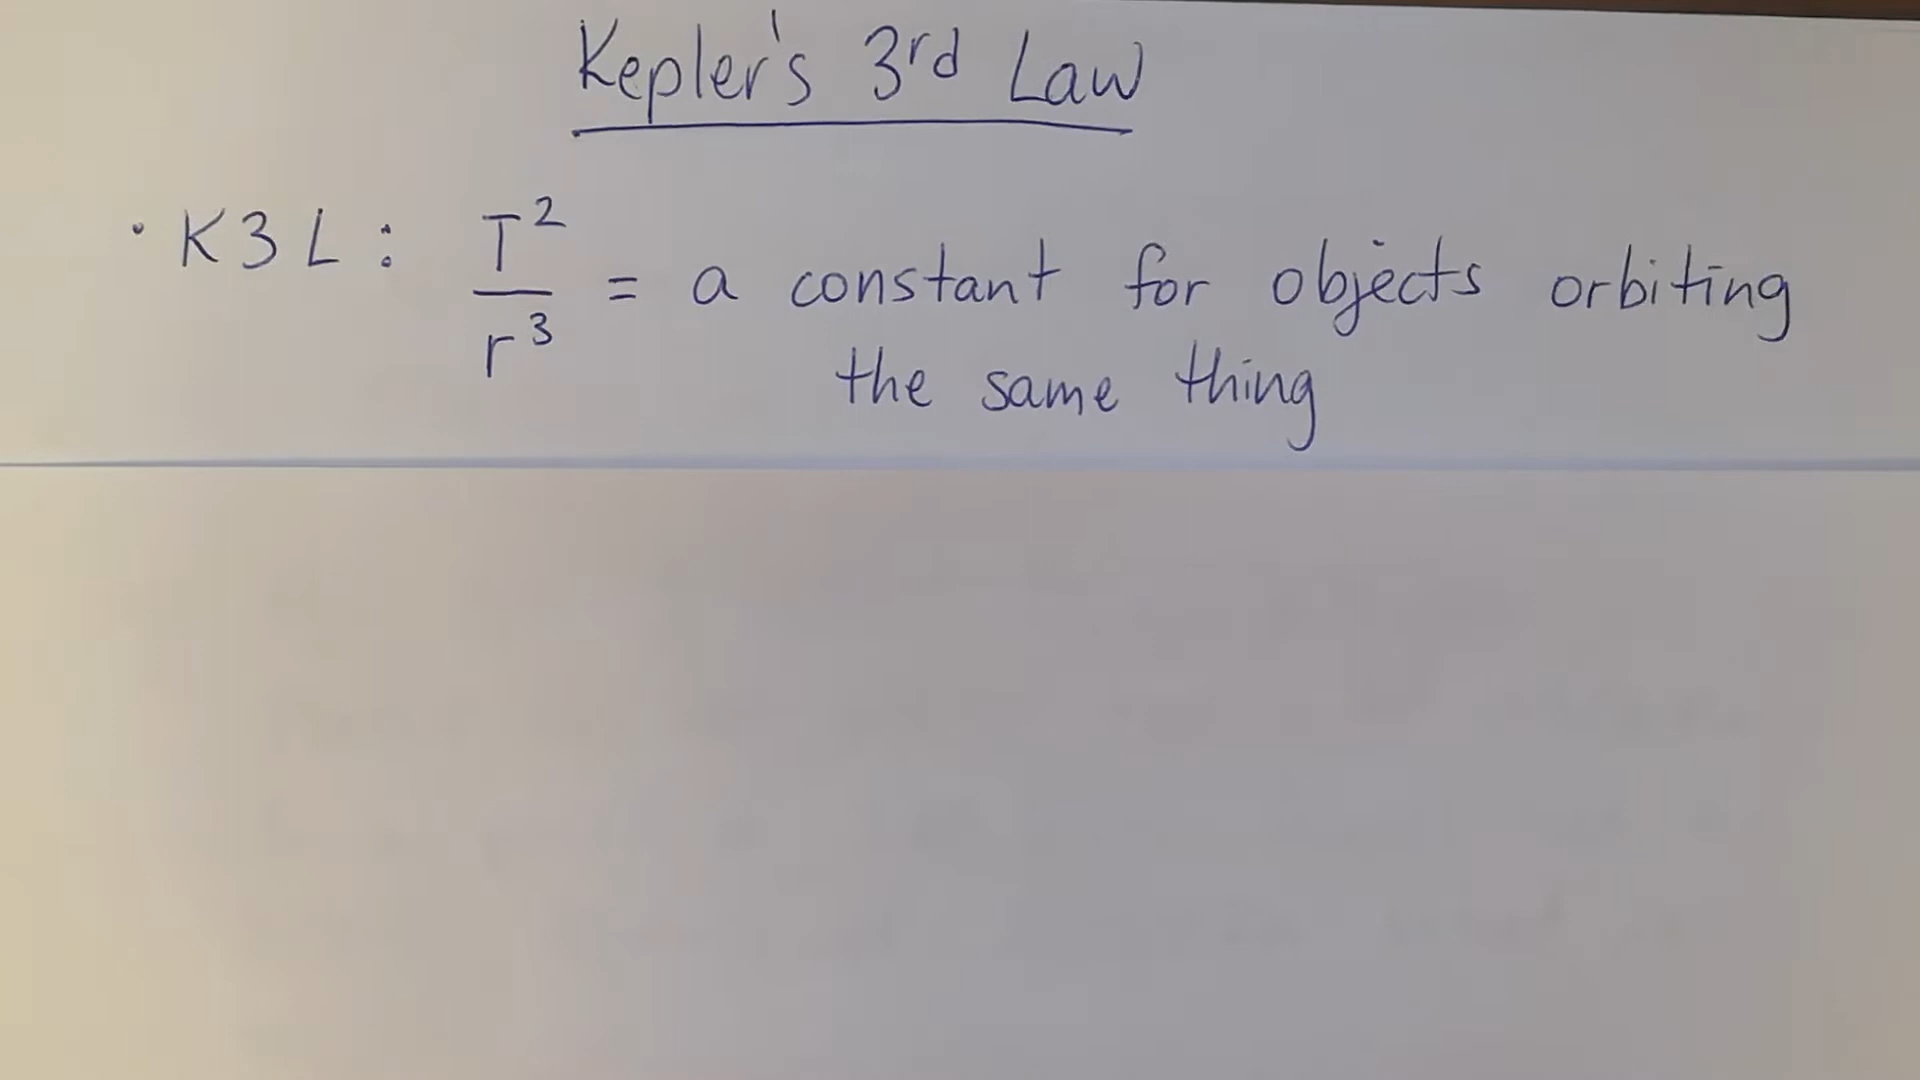 Kepler's 3rd Law
· K3L: T²/r³ = a constant for objects orbiting
the same thing